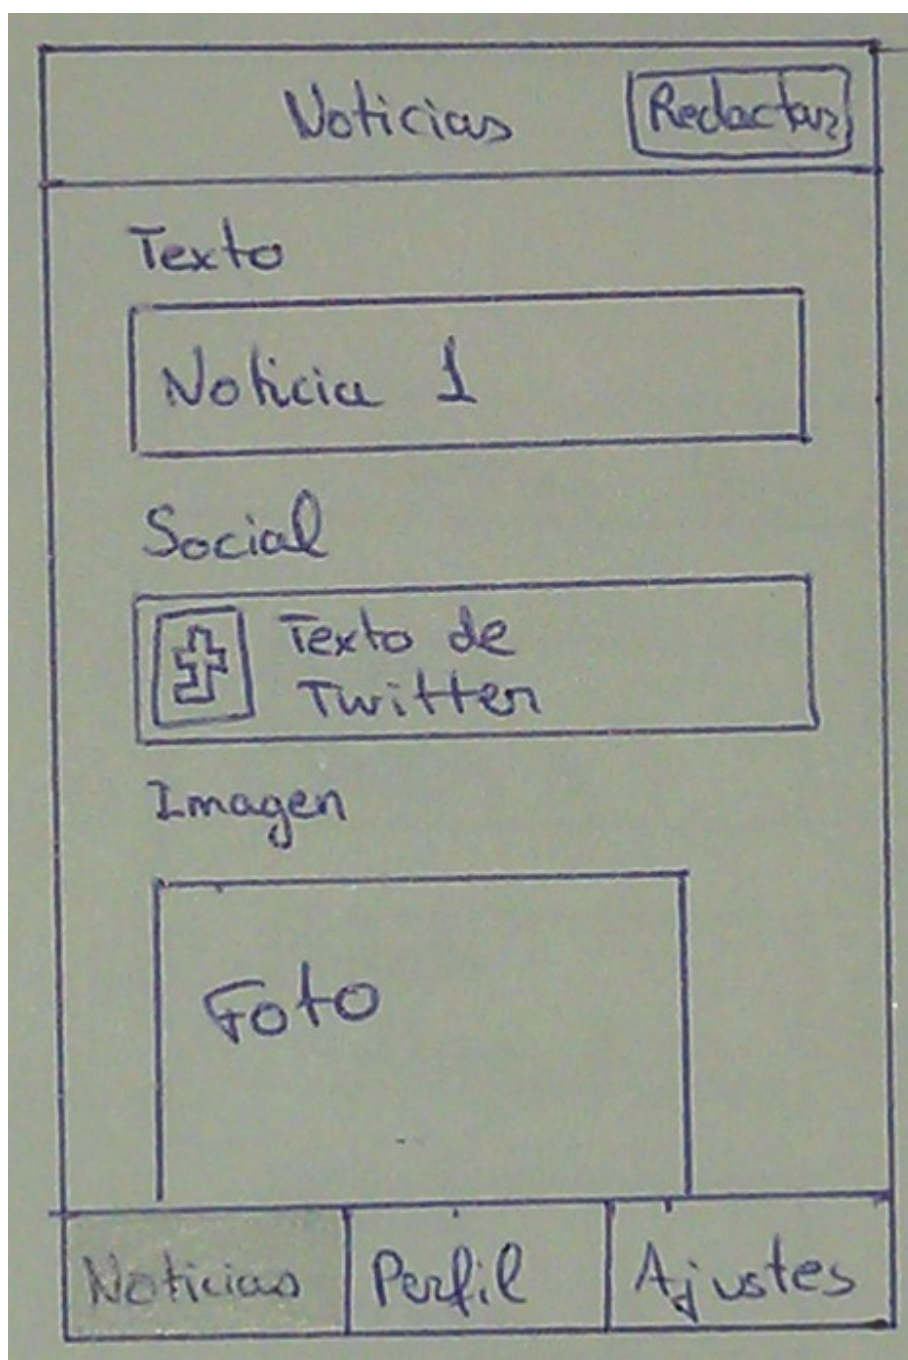 Noticias
Redactar
Texto
Noticia 1
Social
Texto de
Twitter
Imagen
Foto
Noticias
Perfil
Ajustes